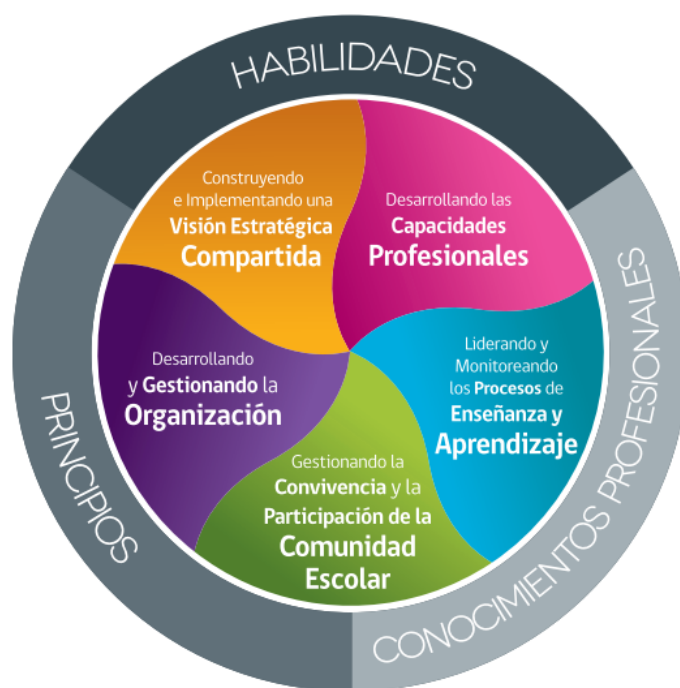 HABILIDADES
Construyendo
e Implementando una
Visión Estratégica
Compartida
Desarrollando las
Capacidades
Profesionales
Liderando y
Monitoreando
los Procesos de
Enseñanza y
Aprendizaje
Gestionando la
Convivencia y la
Participación de la
Comunidad
Escolar
Desarrollando
y Gestionando la
Organización
CONOCIMIENTOS PROFESIONALES
PRINCIPIOS